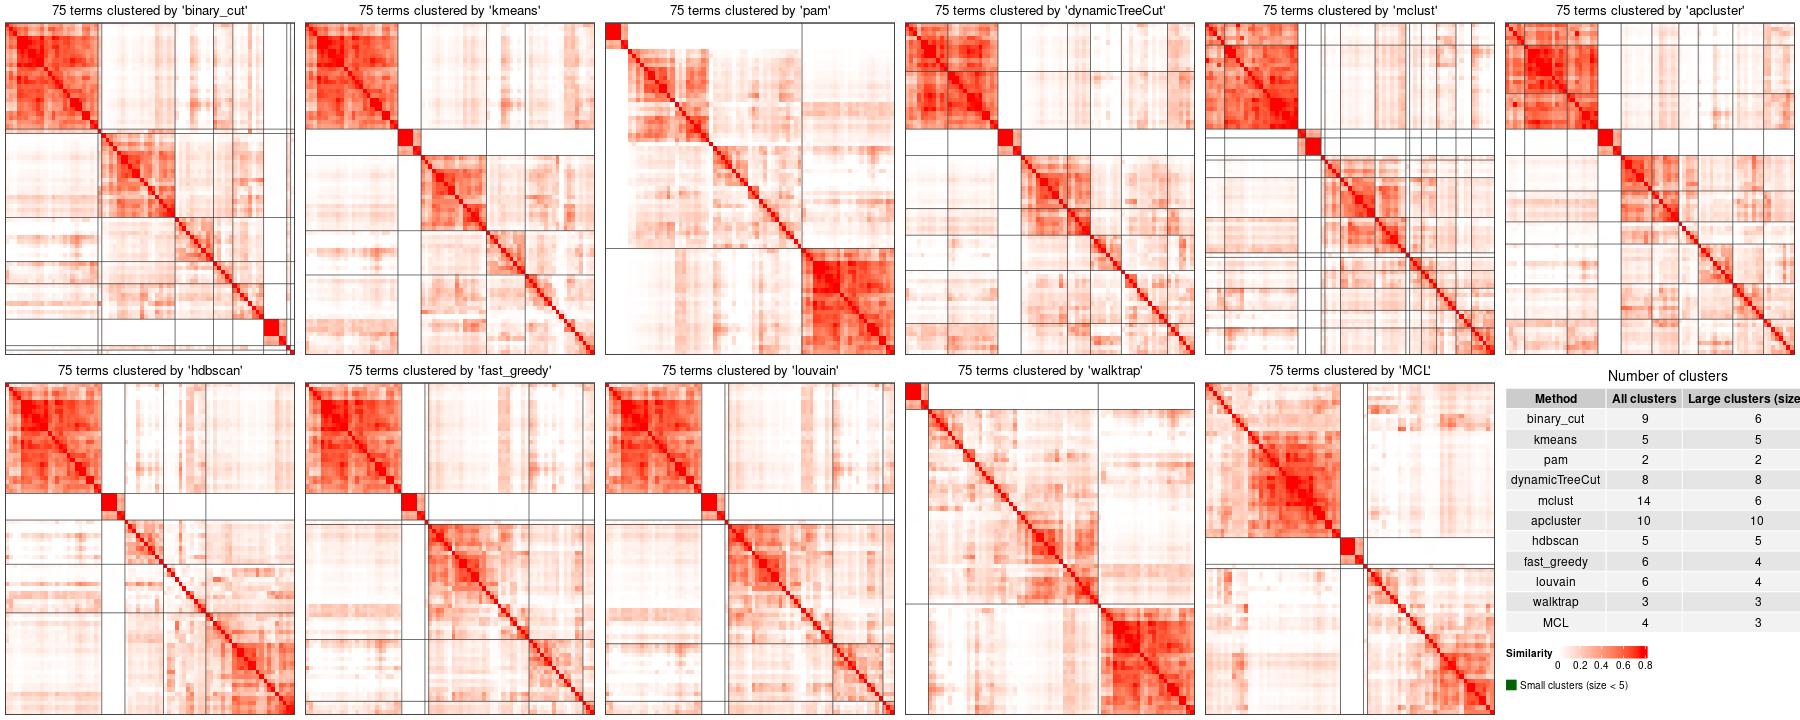 75 terms clustered by 'binary_cut'
75 terms clustered by 'kmeans'
75 terms clustered by 'pam'
75 terms clustered by 'dynamicTreeCut'
75 terms clustered by 'mclust'
75 terms clustered by 'apcluster'
75 terms clustered by 'hdbscan'
75 terms clustered by 'fast_greedy'
75 terms clustered by 'louvain'
75 terms clustered by 'walktrap'
75 terms clustered by 'MCL'
Number of clusters
Method All clusters Large clusters (size
binary_cut 9 6
kmeans 5 5
pam 2 2
dynamicTreeCut 8 8
mclust 14 6
apcluster 10 10
hdbscan 5 5
fast_greedy 6 4
louvain 6 4
walktrap 3 3
MCL 4 3
Similarity
0 0.2 0.4 0.6 0.8
Small clusters (size < 5)